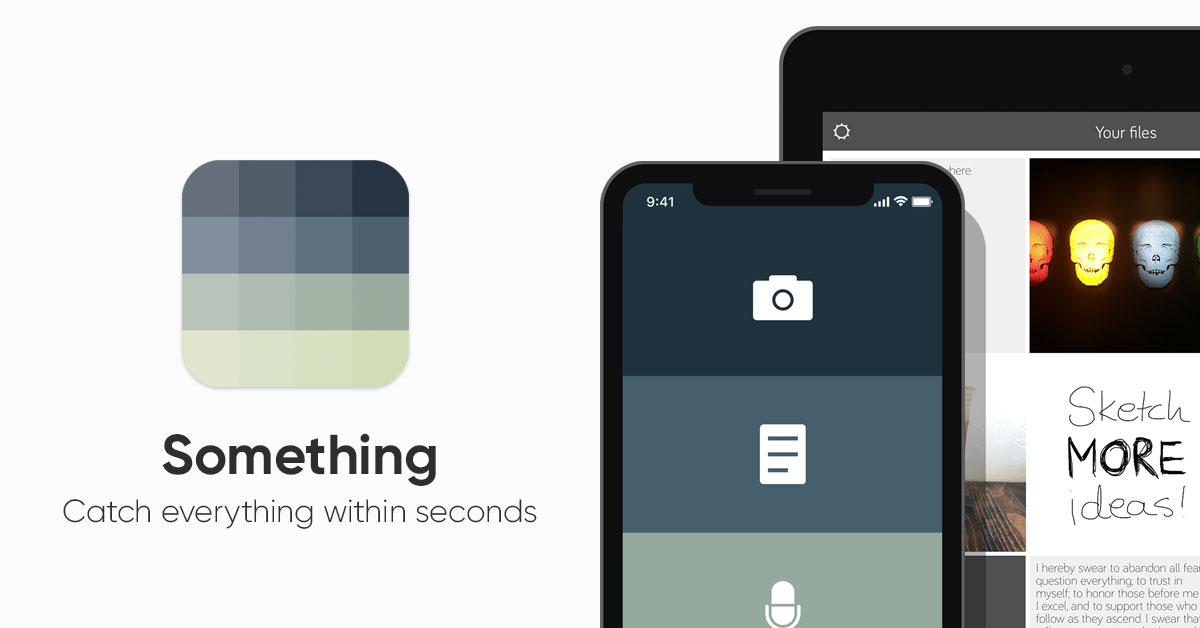 Something
Catch everything within seconds
9:41
Your files
here.
Sketch
MORE
ideas!
I hereby swear to abandon all fear
question everything, to trust in
myself, to honor those before me
I excel, and to support those who
follow as they ascend. I swear that